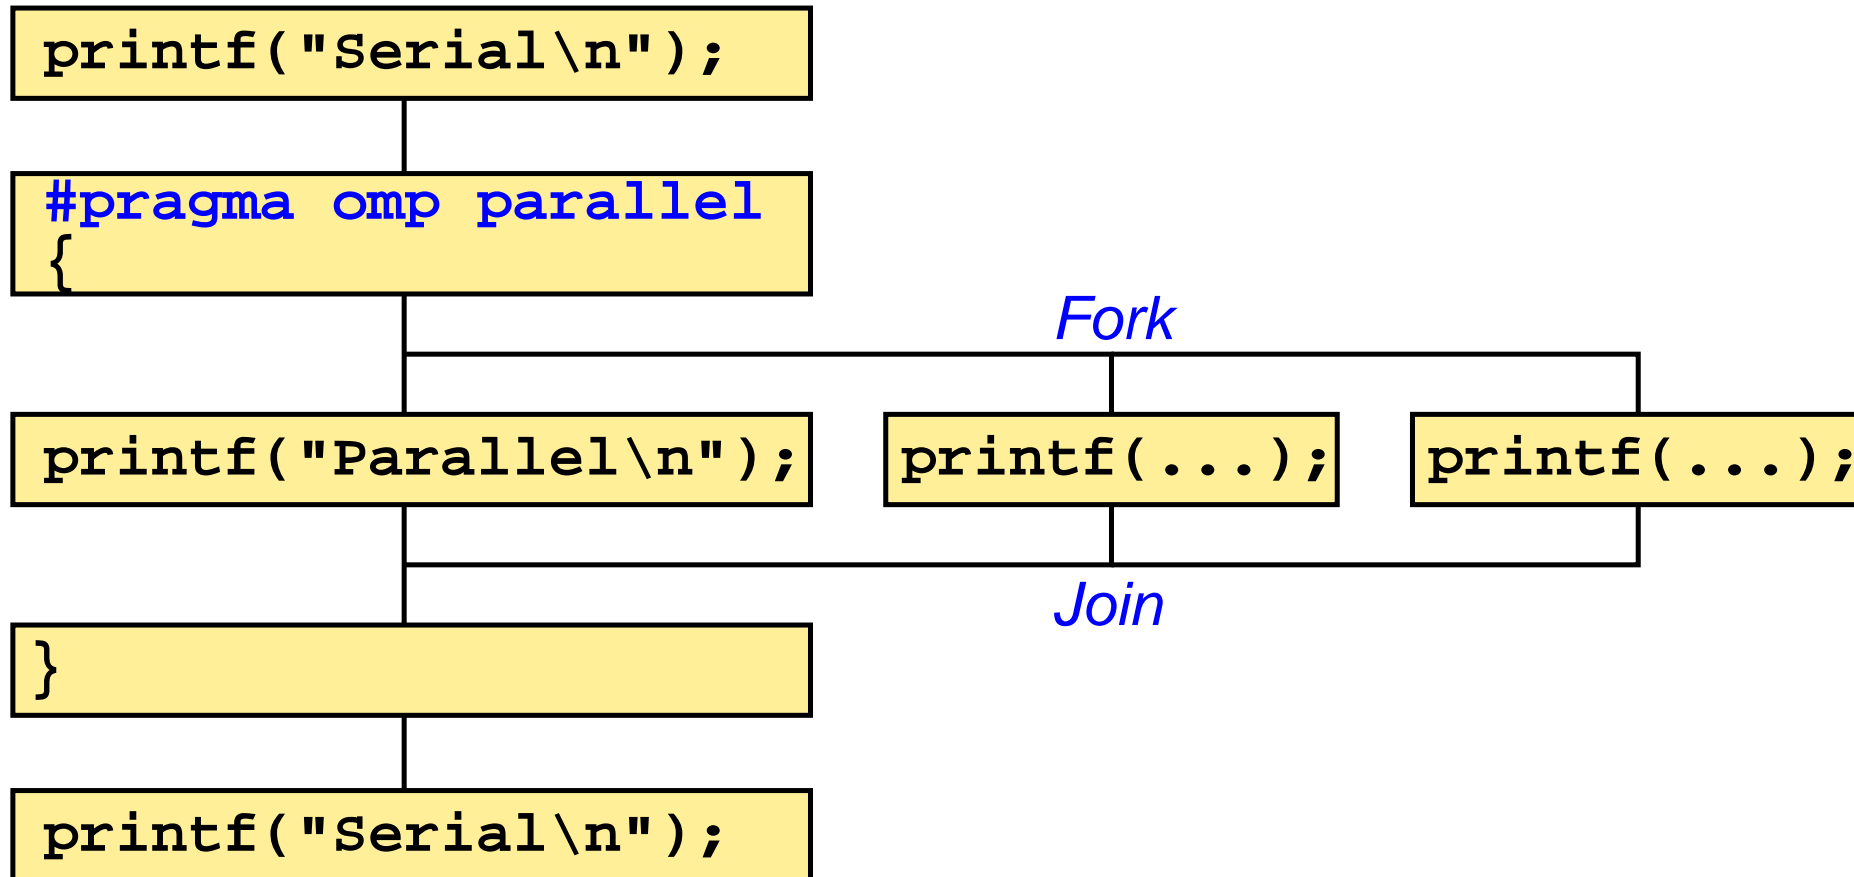 printf("Serial\n");
#pragma omp parallel
{
Fork
printf("Parallel\n"); printf(...); printf(...);
Join
}
printf("Serial\n");